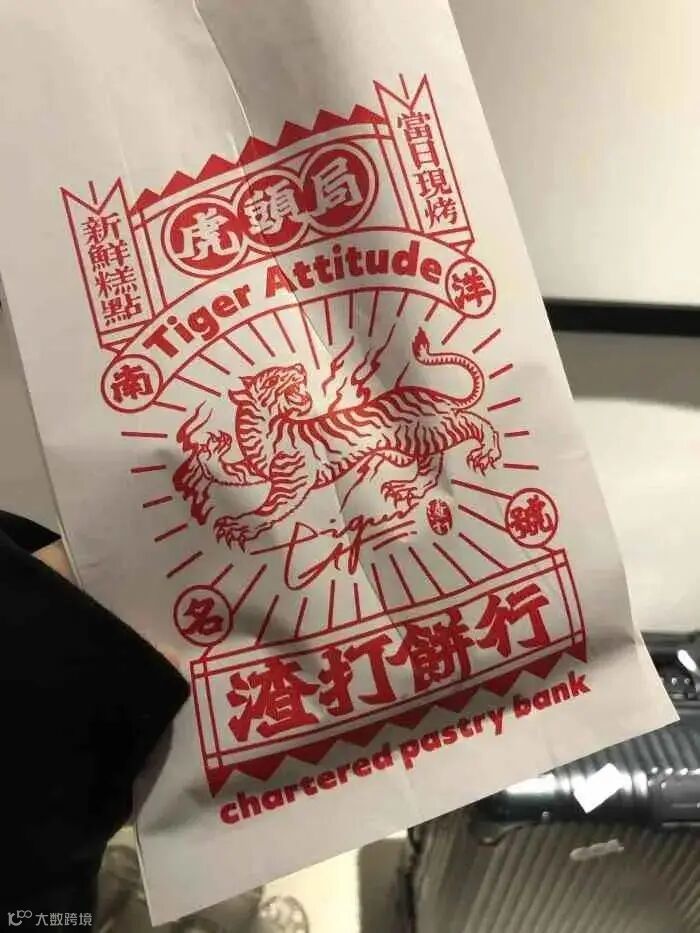 當日現烤
新鮮糕點
虎頭局
Tiger Attitude
南
洋
名
號
渣打餅行
chartered pastry bank
大数跨境